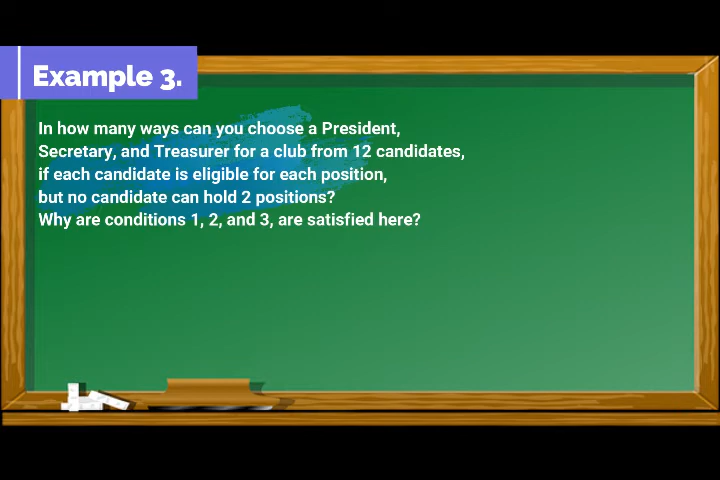 Example 3.
In how many ways can you choose a President,
Secretary, and Treasurer for a club from 12 candidates,
if each candidate is eligible for each position,
but no candidate can hold 2 positions?
Why are conditions 1, 2, and 3, are satisfied here?